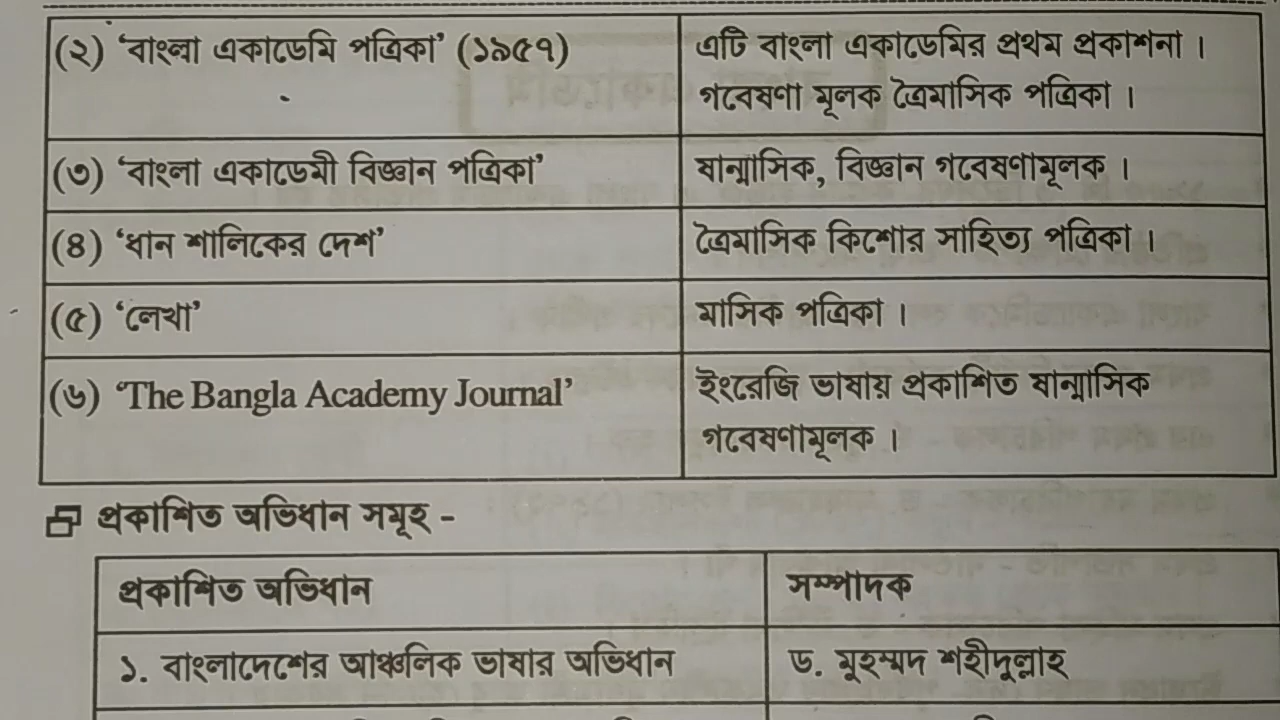 (২) ‘বাংলা একাডেমি পত্রিকা’ (১৯৫৭)
এটি বাংলা একাডেমির প্রথম প্রকাশনা ।
গবেষণা মূলক ত্রৈমাসিক পত্রিকা ।
(৩) ‘বাংলা একাডেমী বিজ্ঞান পত্রিকা’
ষান্মাসিক, বিজ্ঞান গবেষণামূলক ।
(৪) ‘ধান শালিকের দেশ’
ত্রৈমাসিক কিশোর সাহিত্য পত্রিকা ।
(৫) ‘লেখা’
মাসিক পত্রিকা ।
(৬) ‘The Bangla Academy Journal’
ইংরেজি ভাষায় প্রকাশিত ষান্মাসিক
গবেষণামূলক ।
প্রকাশিত অভিধান সমূহ -
প্রকাশিত অভিধান
সম্পাদক
১. বাংলাদেশের আঞ্চলিক ভাষার অভিধান
ড. মুহম্মদ শহীদুল্লাহ